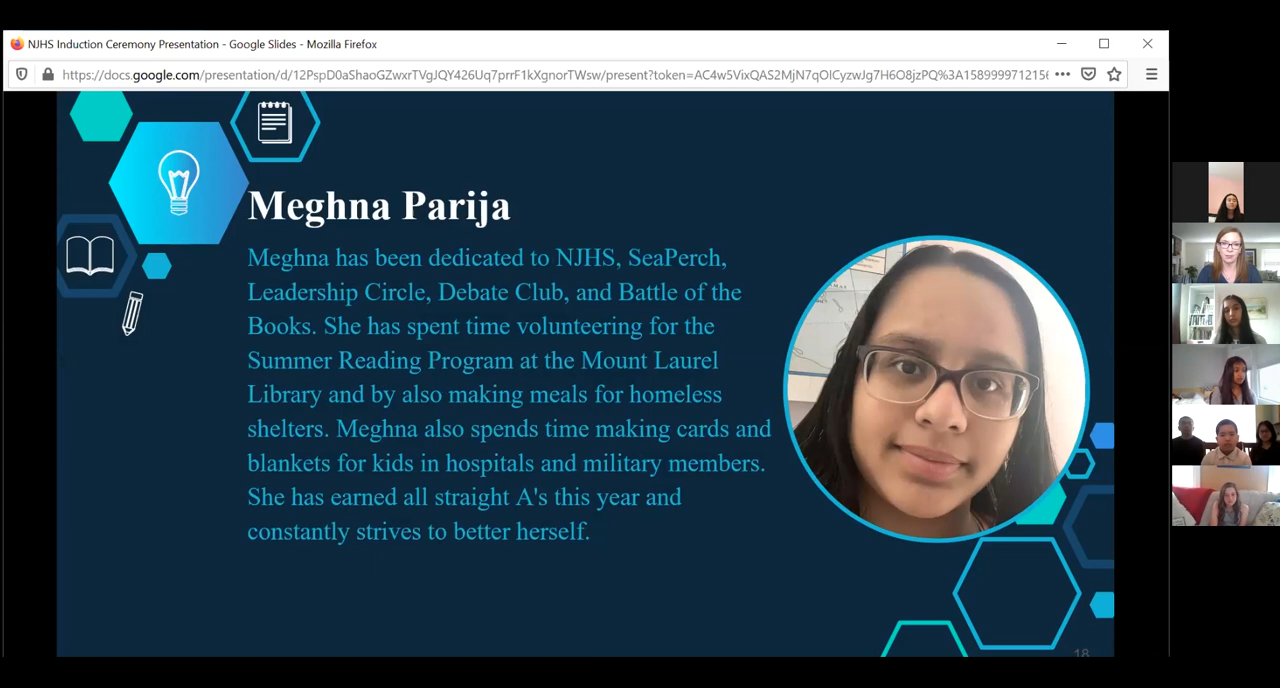 NJHS Induction Ceremony Presentation - Google Slides - Mozilla Firefox
https://docs.google.com/presentation/d/12PspD0aShaoGZwxrTVgJQY426Uq7prrF1kXgnorTWsw/present?token=AC4w5VixQAS2MjN7qOlCyzwJg7H6O8jzPQ%3A1589999712156
Meghna Parija
Meghna has been dedicated to NJHS, SeaPerch,
Leadership Circle, Debate Club, and Battle of the
Books. She has spent time volunteering for the
Summer Reading Program at the Mount Laurel
Library and by also making meals for homeless
shelters. Meghna also spends time making cards and
blankets for kids in hospitals and military members.
She has earned all straight A's this year and
constantly strives to better herself.
18